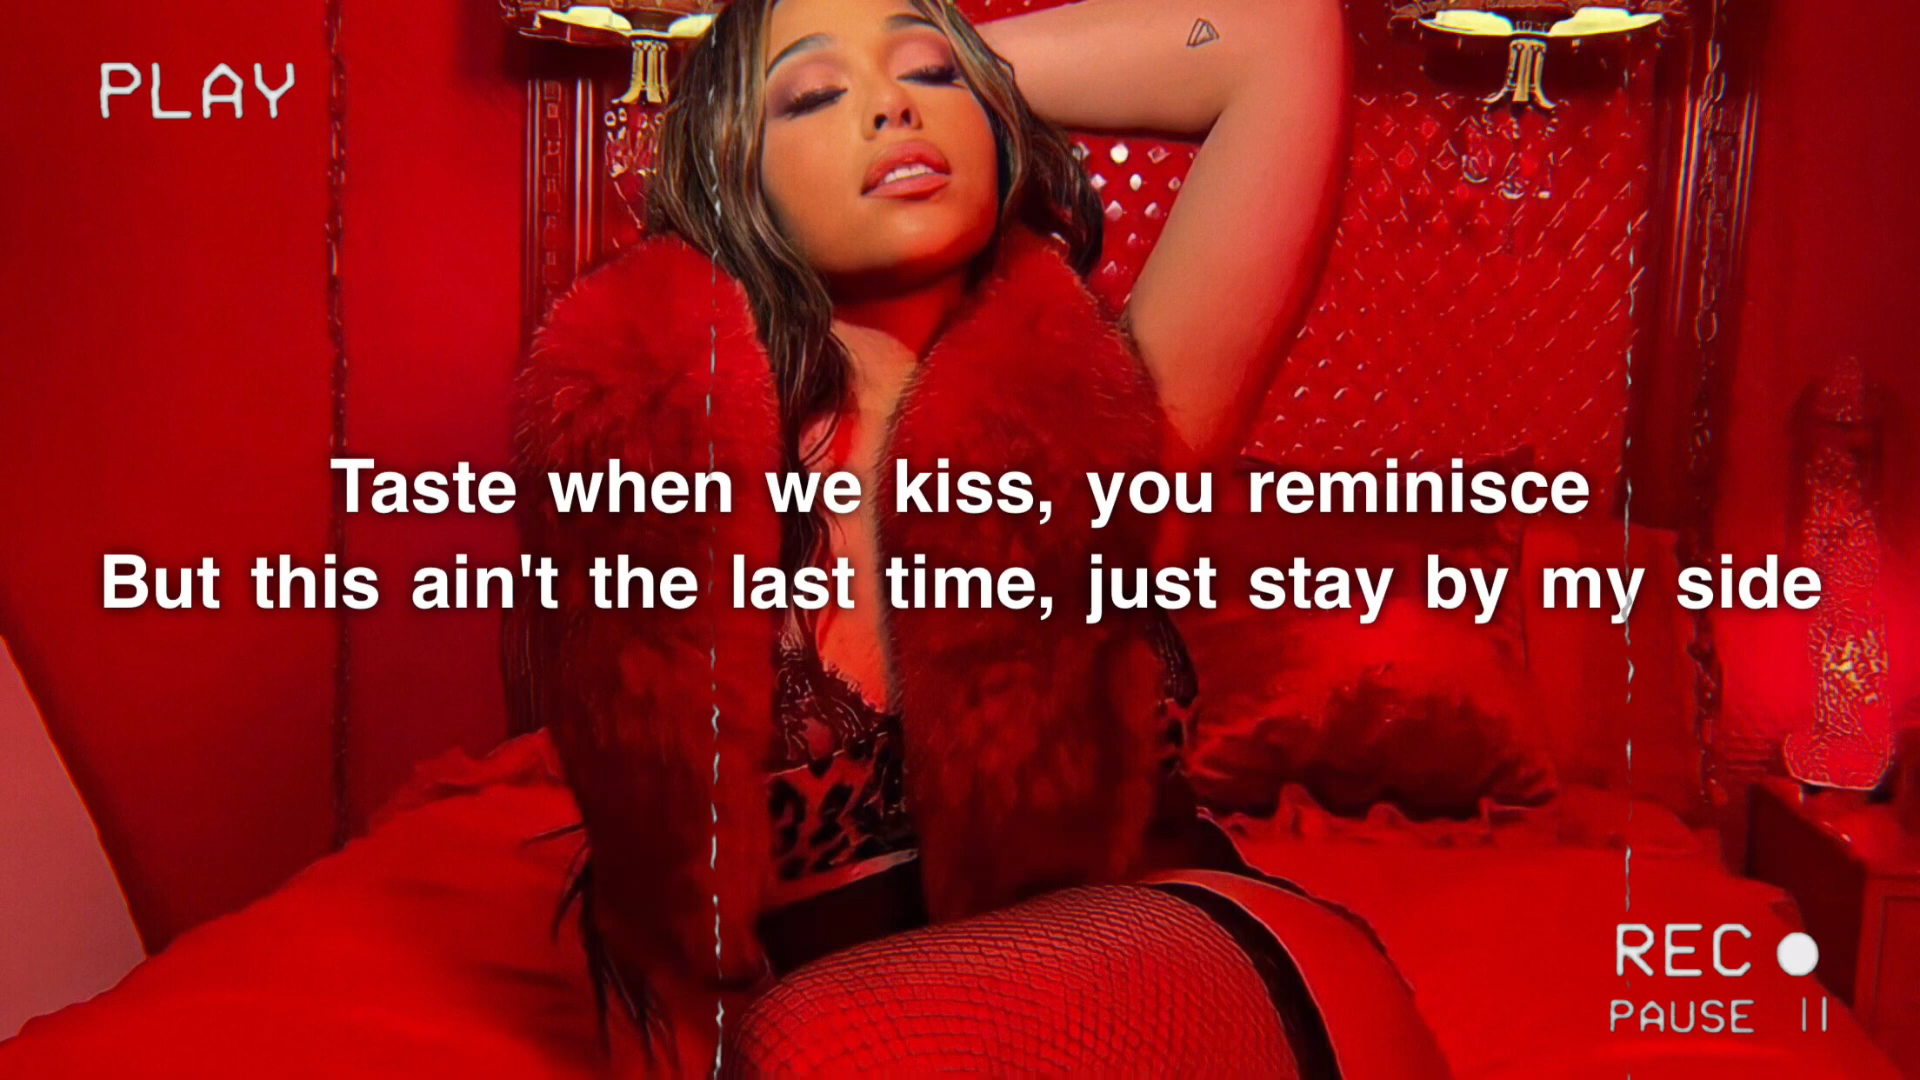 PLAY
Taste when we kiss, you reminisce
But this ain't the last time, just stay by my side
REC
PAUSE